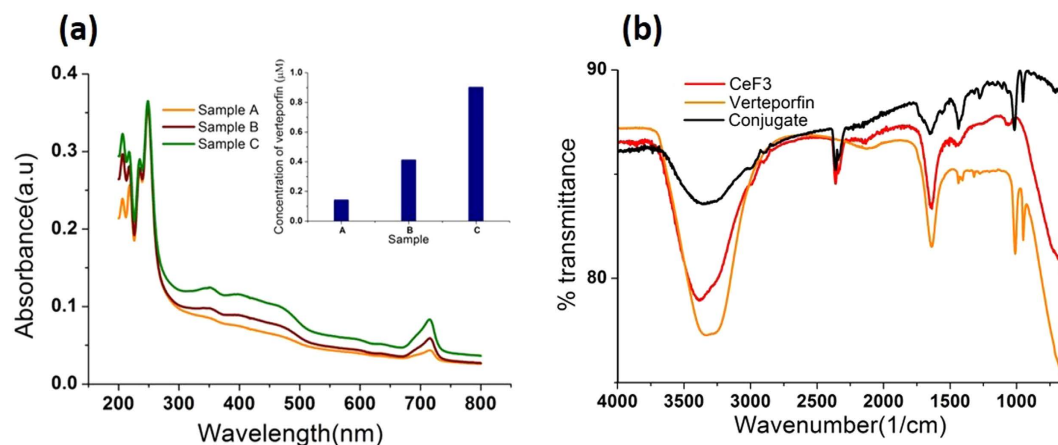 (a)
Absorbance(a.u)
0.4
0.3
0.2
0.1
0.0
200 300 400 500 600 700 800
Wavelength(nm)
Sample A
Sample B
Sample C
Concentration of verteporfin (μM)
1.0
0.8
0.6
0.4
0.2
0.0
A B C
Sample
(b)
% transmittance
90
80
CeF3
Verteporfin
Conjugate
4000 3500 3000 2500 2000 1500 1000
Wavenumber(1/cm)